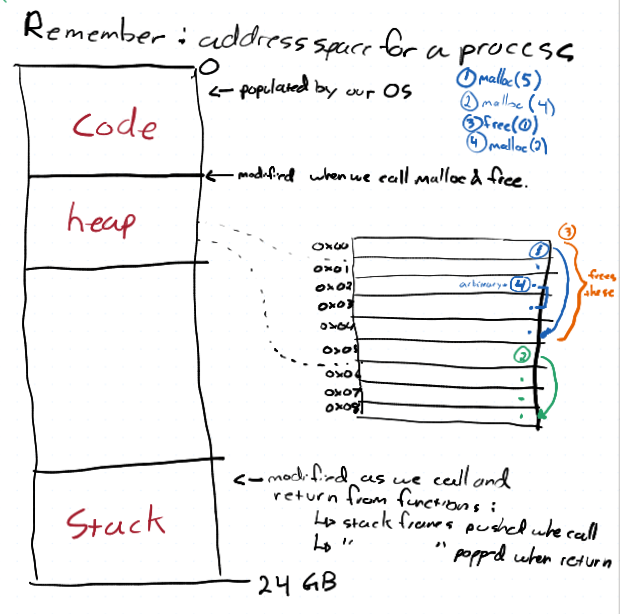 Remember: address space for a process
0
← populated by our OS
① malloc(5)
② malloc(4)
③ free(①)
④ malloc(2)
Code
← modified when we call malloc & free.
heap
0x00
0x01
0x02
0x03
0x04
0x05
0x06
0x07
0x08
①
arbitrary→ ④
②
③
frees these
← modified as we call and
return from functions:
↳ stack frames pushed whe call
↳ " " popped when return
Stack
24 GB